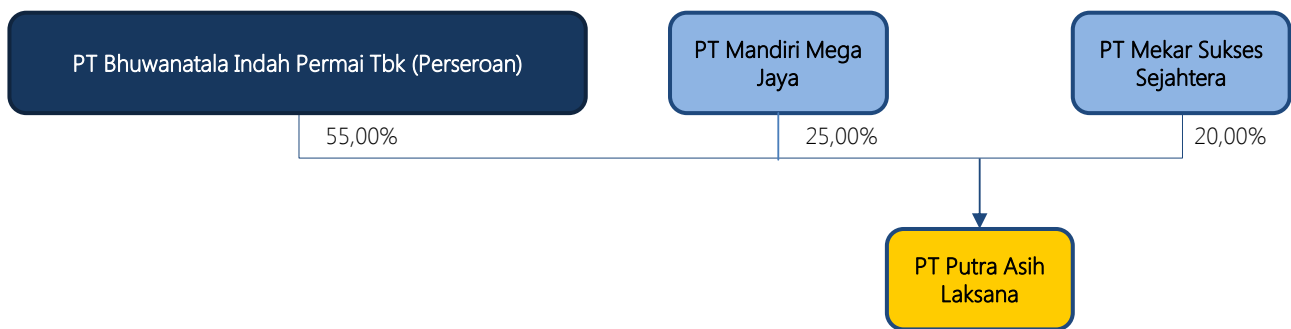 PT Bhuwanatala Indah Permai Tbk (Perseroan)
PT Mandiri Mega
Jaya
PT Mekar Sukses
Sejahtera
55,00%
25,00%
20,00%
PT Putra Asih
Laksana